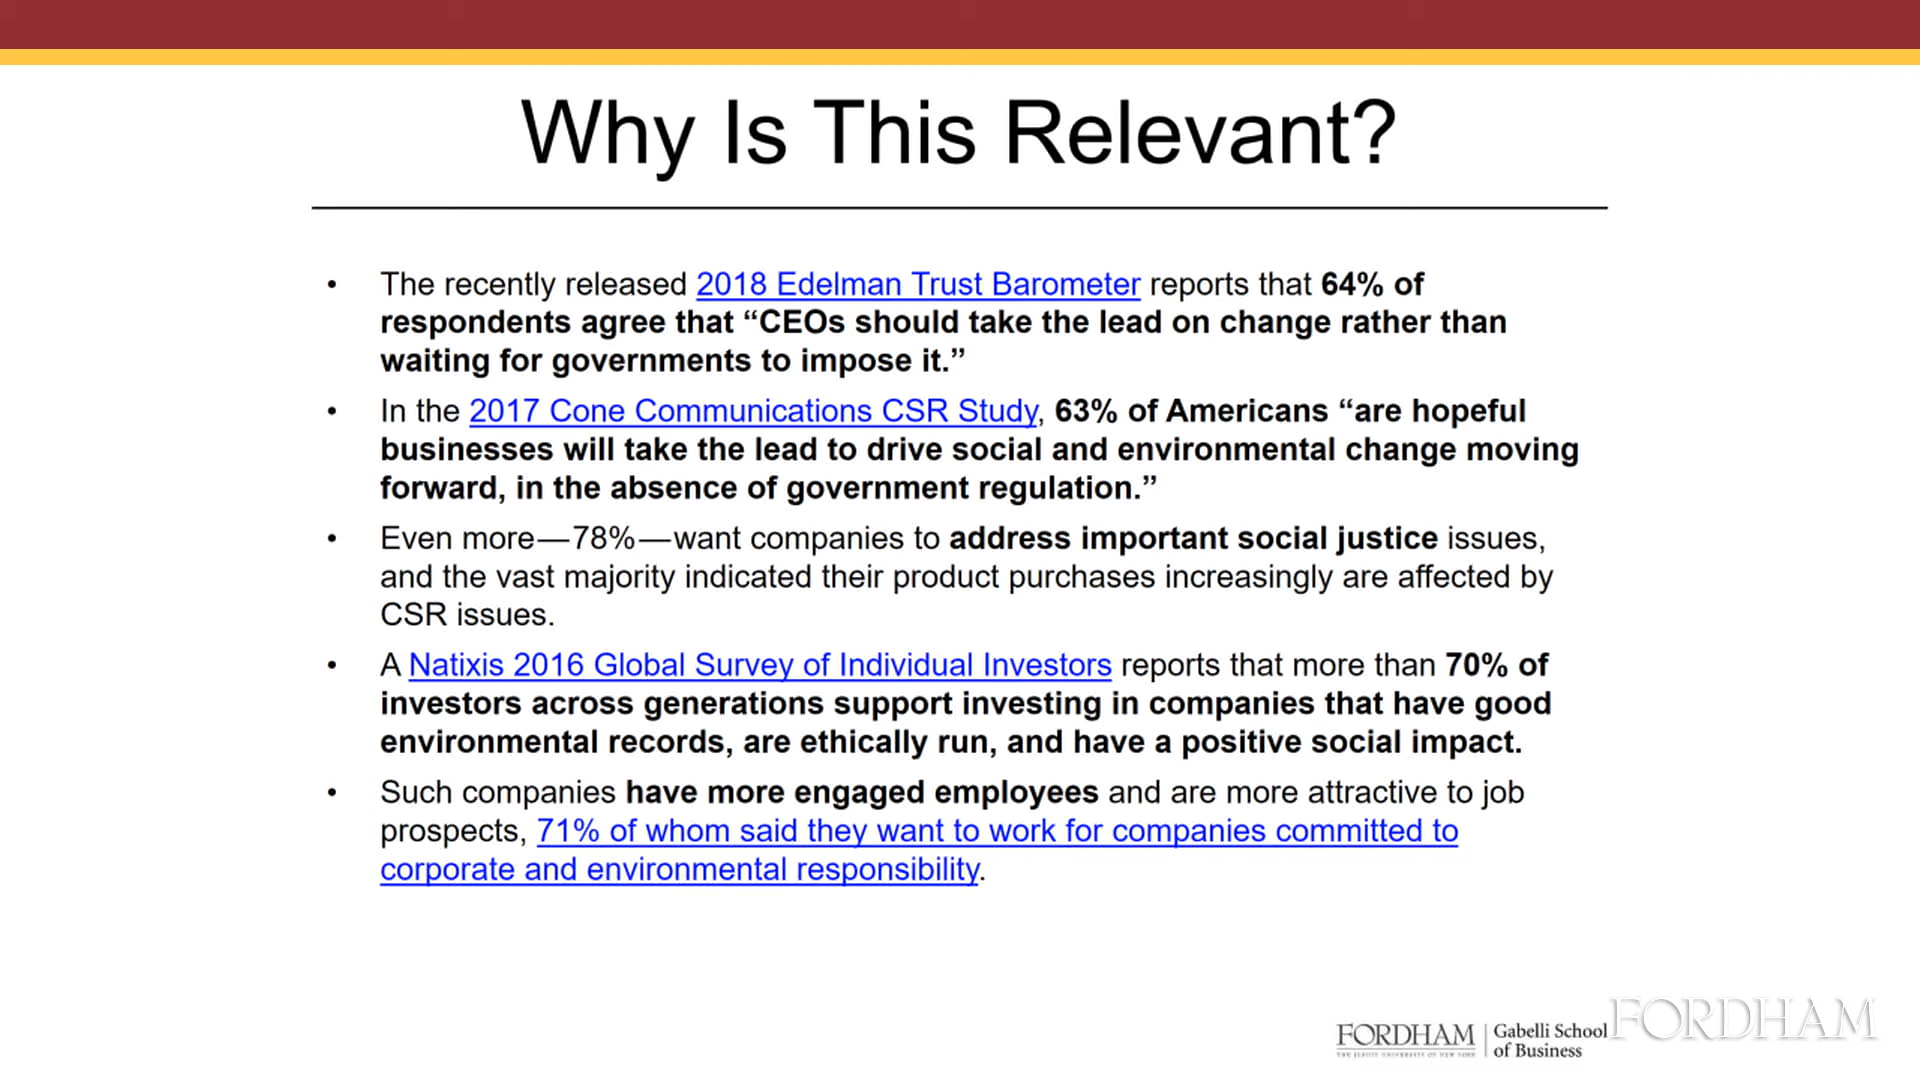 Why Is This Relevant?
• The recently released 2018 Edelman Trust Barometer reports that 64% of
respondents agree that “CEOs should take the lead on change rather than
waiting for governments to impose it.”
• In the 2017 Cone Communications CSR Study, 63% of Americans “are hopeful
businesses will take the lead to drive social and environmental change moving
forward, in the absence of government regulation.”
• Even more—78%—want companies to address important social justice issues,
and the vast majority indicated their product purchases increasingly are affected by
CSR issues.
• A Natixis 2016 Global Survey of Individual Investors reports that more than 70% of
investors across generations support investing in companies that have good
environmental records, are ethically run, and have a positive social impact.
• Such companies have more engaged employees and are more attractive to job
prospects, 71% of whom said they want to work for companies committed to
corporate and environmental responsibility.
FORDHAM
THE JESUIT UNIVERSITY OF NEW YORK
Gabelli School
of Business
FORDHAM